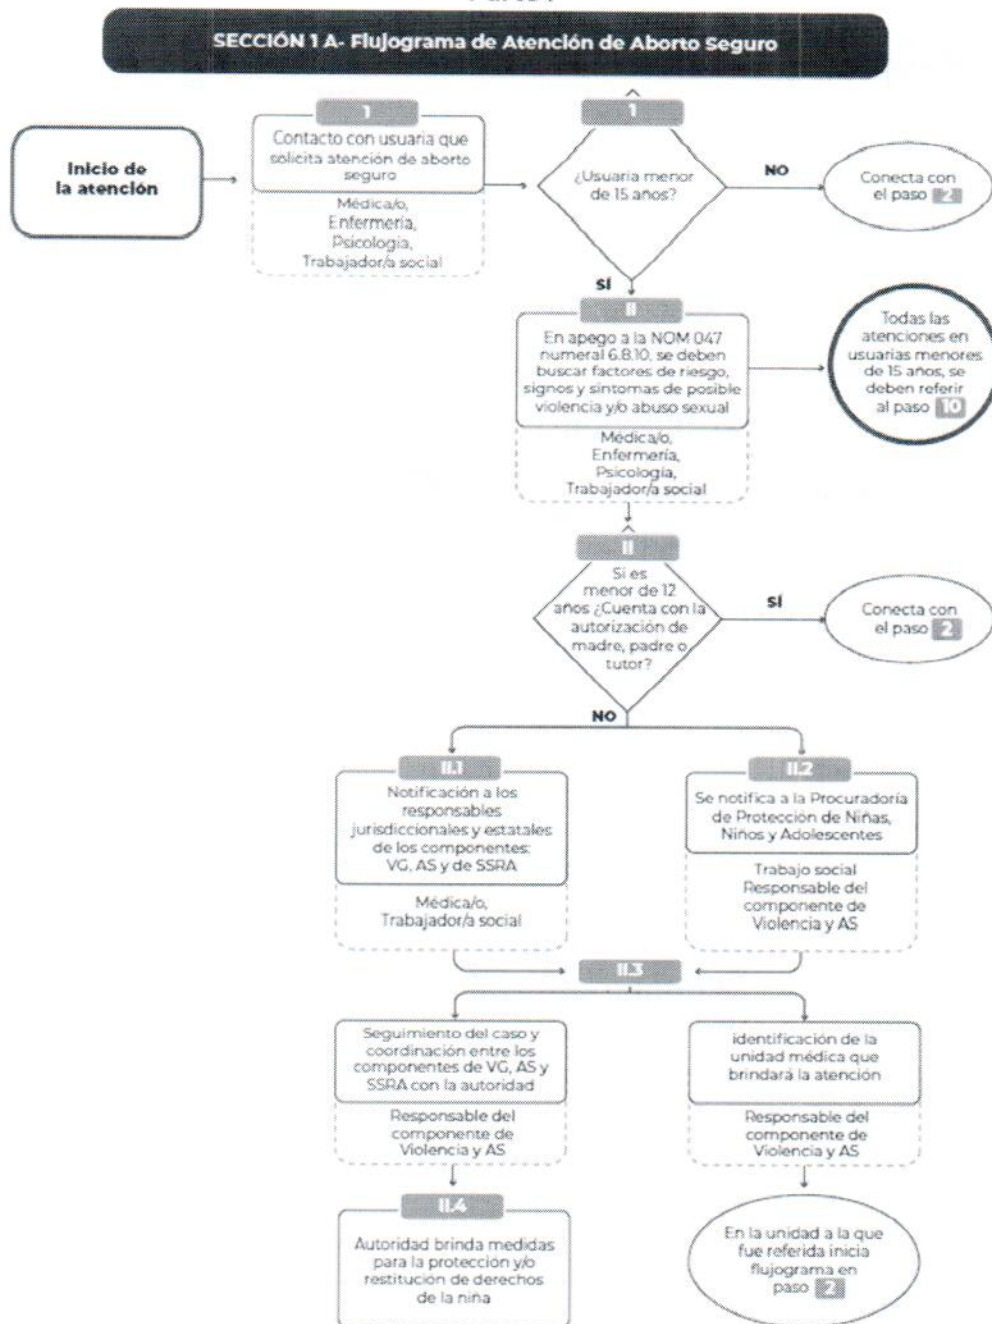 SECCIÓN 1 A- Flujograma de Atención de Aborto Seguro
Inicio de
la atención
1
Contacto con usuaria que
solicita atención de aborto
seguro
Médica/o,
Enfermería,
Psicología,
Trabajador/a social
1
¿Usuaria menor
de 15 años?
NO
Conecta con
el paso 2
SÍ
II
En apego a la NOM 047
numeral 6.8.10, se deben
buscar factores de riesgo,
signos y síntomas de posible
violencia y/o abuso sexual
Médica/o,
Enfermería,
Psicología,
Trabajador/a social
Todas las
atenciones en
usuarias menores
de 15 años, se
deben referir
al paso 10
II
Si es
menor de 12
años ¿Cuenta con la
autorización de
madre, padre o
tutor?
SÍ
Conecta con
el paso 2
NO
II.1
Notificación a los
responsables
jurisdiccionales y estatales
de los componentes:
VG, AS y de SSRA
Médica/o,
Trabajador/a social
II.2
Se notifica a la Procuradoría
de Protección de Niñas,
Niños y Adolescentes
Trabajo social
Responsable del
componente de
Violencia y AS
II.3
Seguimiento del caso y
coordinación entre los
componentes de VG, AS y
SSRA con la autoridad
Responsable del
componente de
Violencia y AS
identificación de la
unidad médica que
brindará la atención
Responsable del
componente de
Violencia y AS
II.4
Autoridad brinda medidas
para la protección y/o
restitución de derechos
de la niña
En la unidad a la que
fue referida inicia
flujograma en
paso 2